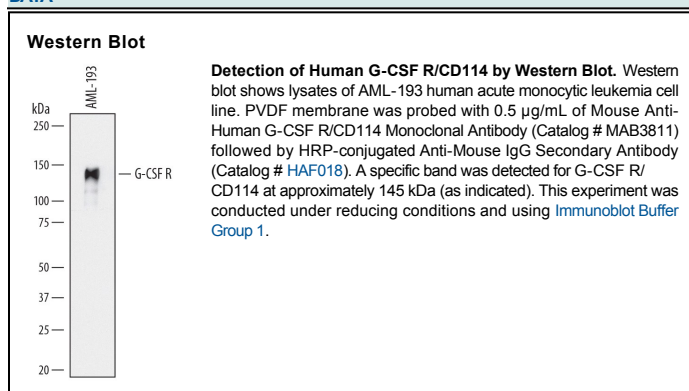 Western Blot
AML-193
kDa
250
150
G-CSF R
100
75
50
37
25
20
Detection of Human G-CSF R/CD114 by Western Blot. Western
blot shows lysates of AML-193 human acute monocytic leukemia cell
line. PVDF membrane was probed with 0.5 µg/mL of Mouse Anti-
Human G-CSF R/CD114 Monoclonal Antibody (Catalog # MAB3811)
followed by HRP-conjugated Anti-Mouse IgG Secondary Antibody
(Catalog # HAF018). A specific band was detected for G-CSF R/
CD114 at approximately 145 kDa (as indicated). This experiment was
conducted under reducing conditions and using Immunoblot Buffer
Group 1.